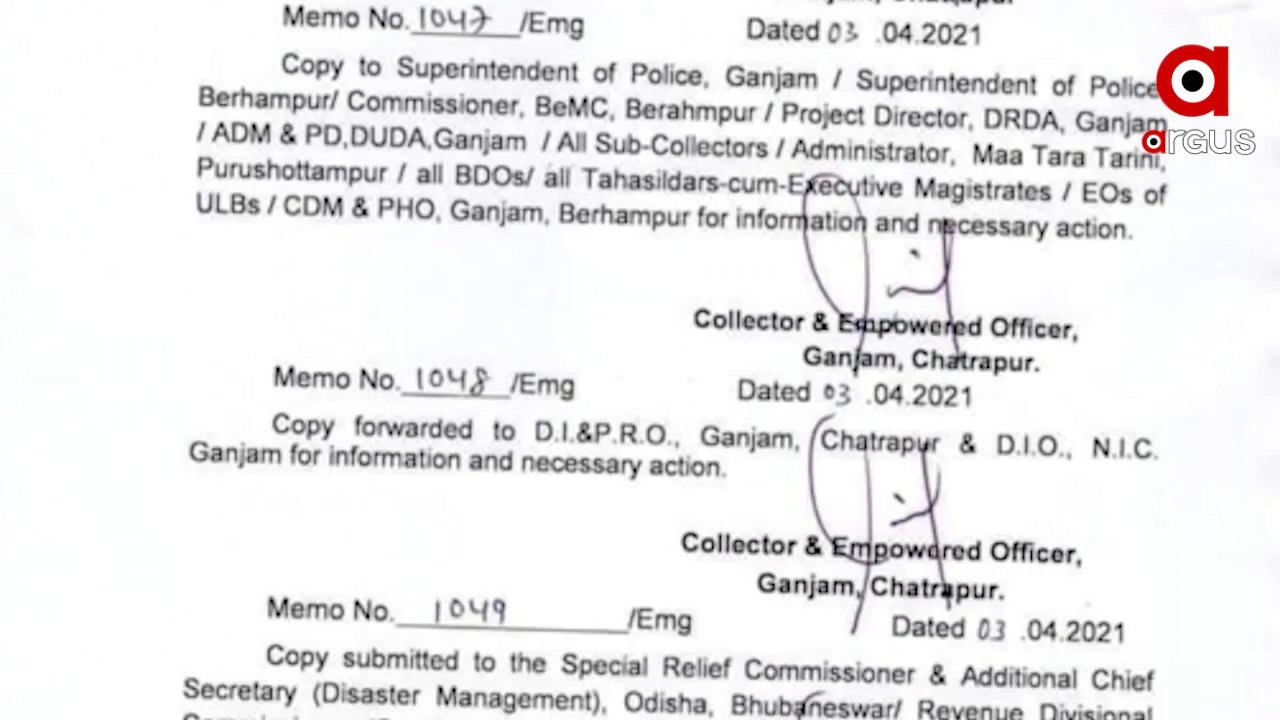 Memo No. 1047 /Emg Dated 03 .04.2021
Copy to Superintendent of Police, Ganjam / Superintendent of Police
Berhampur/ Commissioner, BeMC, Berahmpur / Project Director, DRDA, Ganjam
/ ADM & PD,DUDA,Ganjam / All Sub-Collectors / Administrator, Maa Tara Tarini,
Purushottampur / all BDOs/ all Tahasildars-cum-Executive Magistrates / EOs of
ULBs / CDM & PHO, Ganjam, Berhampur for information and necessary action.
Collector & Empowered Officer,
Ganjam, Chatrapur.
Memo No. 1048 /Emg Dated 03 .04.2021
Copy forwarded to D.I.&P.R.O., Ganjam, Chatrapur & D.I.O., N.I.C.
Ganjam for information and necessary action.
Collector & Empowered Officer,
Ganjam, Chatrapur.
Memo No. 1049 /Emg Dated 03 .04.2021
Copy submitted to the Special Relief Commissioner & Additional Chief
Secretary (Disaster Management), Odisha, Bhubaneswar/ Revenue Divisional
a
argus